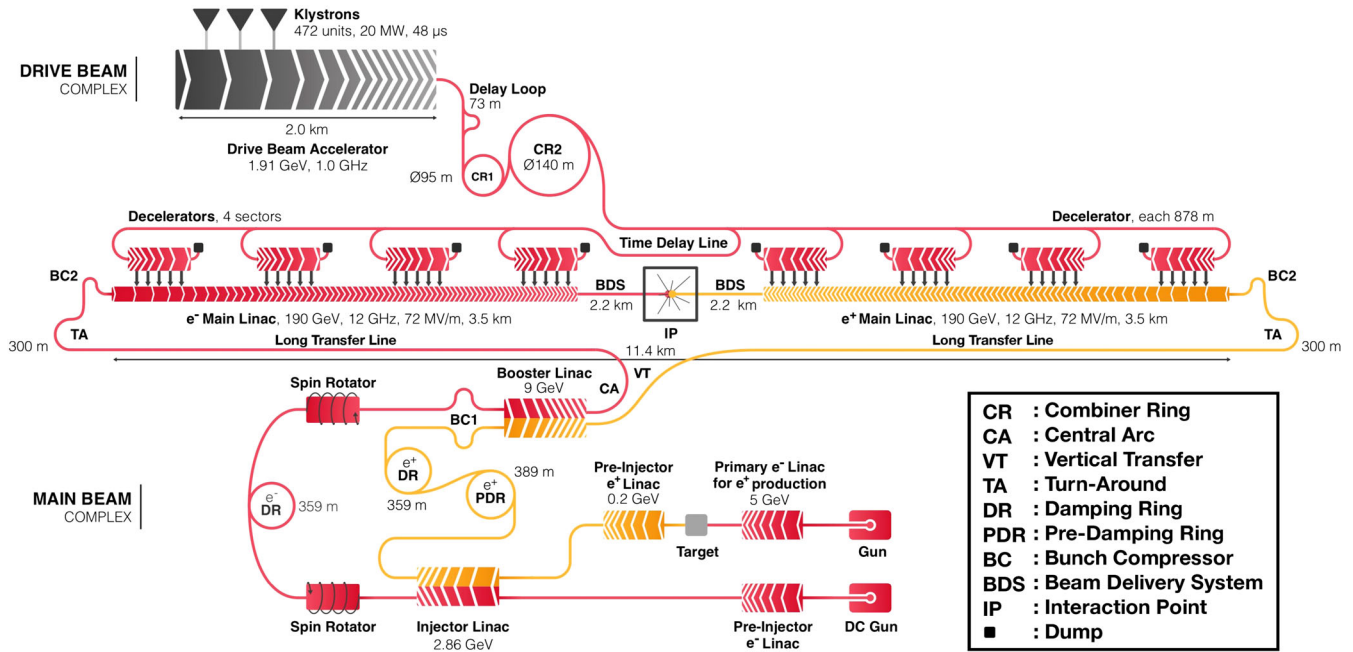 Klystrons
472 units, 20 MW, 48 µs
DRIVE BEAM
COMPLEX
2.0 km
Drive Beam Accelerator
1.91 GeV, 1.0 GHz
Delay Loop
73 m
CR2
Ø140 m
Ø95 m
CR1
Decelerators, 4 sectors
Decelerator, each 878 m
Time Delay Line
BC2
BDS
2.2 km
BDS
2.2 km
BC2
e⁻ Main Linac, 190 GeV, 12 GHz, 72 MV/m, 3.5 km
IP
e⁺ Main Linac, 190 GeV, 12 GHz, 72 MV/m, 3.5 km
TA
300 m
Long Transfer Line
11.4 km
Long Transfer Line
TA
300 m
Spin Rotator
Booster Linac
9 GeV
CA
VT
BC1
e⁺
DR
359 m
e⁺
PDR
389 m
MAIN BEAM
COMPLEX
e⁻
DR
359 m
Pre-Injector
e⁺ Linac
0.2 GeV
Primary e⁻ Linac
for e⁺ production
5 GeV
Target
Gun
Spin Rotator
Injector Linac
2.86 GeV
Pre-Injector
e⁻ Linac
DC Gun
CR : Combiner Ring
CA : Central Arc
VT : Vertical Transfer
TA : Turn-Around
DR : Damping Ring
PDR : Pre-Damping Ring
BC : Bunch Compressor
BDS : Beam Delivery System
IP : Interaction Point
: Dump